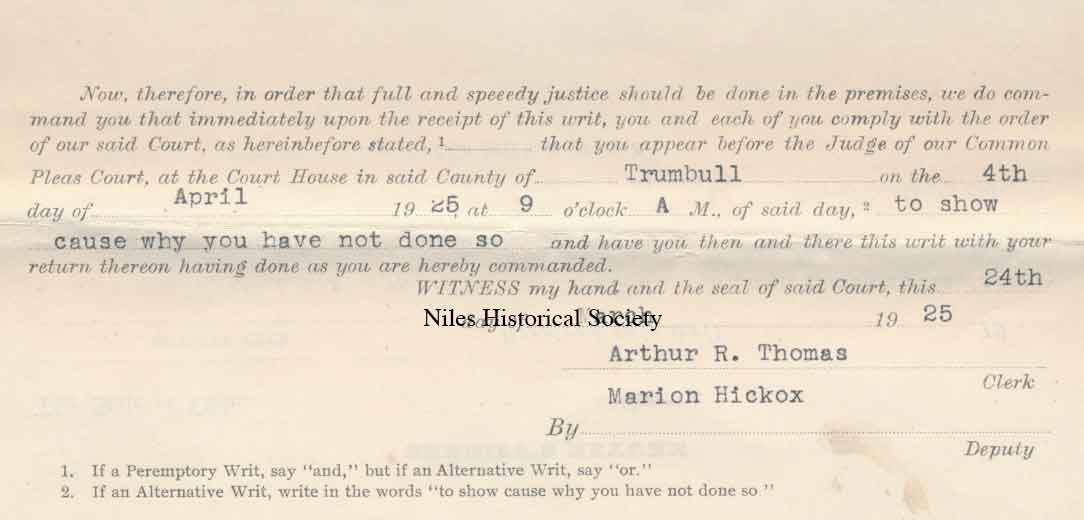 Now, therefore, in order that full and speeedy justice should be done in the premises, we do com-
mand you that immediately upon the receipt of this writ, you and each of you comply with the order
of our said Court, as hereinbefore stated, 1 that you appear before the Judge of our Common
Pleas Court, at the Court House in said County of Trumbull on the 4th
day of April 19 25, at 9 o'clock A M., of said day, 2 to show
cause why you have not done so and have you then and there this writ with your
return thereon having done as you are hereby commanded.
WITNESS my hand and the seal of said Court, this 24th
day of March 19 25
Niles Historical Society
Arthur R. Thomas
Clerk
Marion Hickox
By
Deputy
1. If a Peremptory Writ, say "and," but if an Alternative Writ, say "or."
2. If an Alternative Writ, write in the words "to show cause why you have not done so "